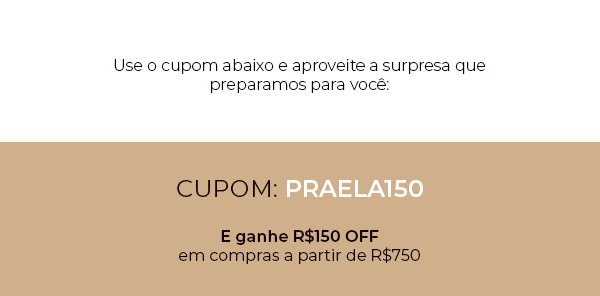 Use o cupom abaixo e aproveite a surpresa que
preparamos para você:
CUPOM: PRAELA150
E ganhe R$150 OFF
em compras a partir de R$750